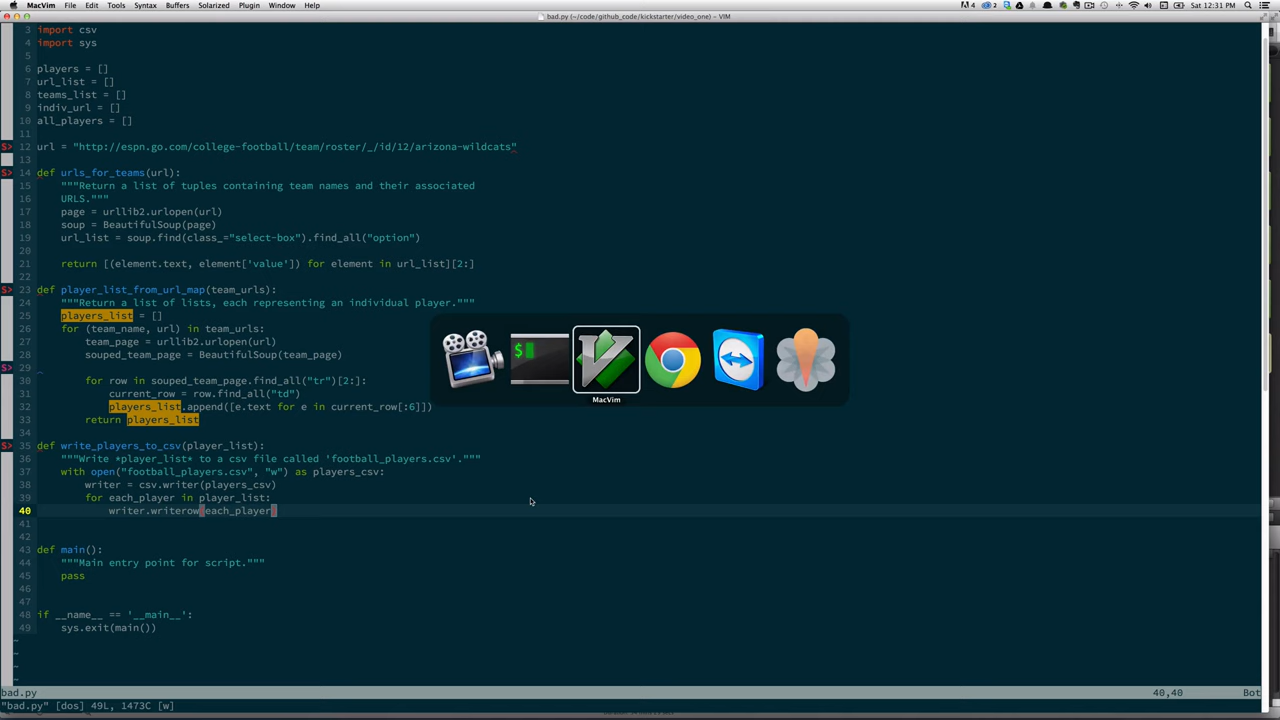 MacVim File Edit Tools Syntax Buffers Solarized Plugin Window Help 4 2 Sat 12:31 PM
bad.py (~/code/github_code/kickstarter/video_one) – VIM
3 import csv
4 import sys
5
6 players = []
7 url_list = []
8 teams_list = []
9 indiv_url = []
10 all_players = []
11
S> 12 url = "http://espn.go.com/college-football/team/roster/_/id/12/arizona-wildcats"
13
S> 14 def urls_for_teams(url):
15 """Return a list of tuples containing team names and their associated
16 URLS."""
17 page = urllib2.urlopen(url)
18 soup = BeautifulSoup(page)
19 url_list = soup.find(class_="select-box").find_all("option")
20
21 return [(element.text, element['value']) for element in url_list][2:]
22
S> 23 def player_list_from_url_map(team_urls):
24 """Return a list of lists, each representing an individual player."""
25 players_list = []
26 for (team_name, url) in team_urls:
27 team_page = urllib2.urlopen(url)
28 souped_team_page = BeautifulSoup(team_page)
S> 29
30 for row in souped_team_page.find_all("tr")[2:]:
31 current_row = row.find_all("td")
32 players_list.append([e.text for e in current_row[:6]])
33 return players_list
34
S> 35 def write_players_to_csv(player_list):
36 """Write *player_list* to a csv file called 'football_players.csv'."""
37 with open("football_players.csv", "w") as players_csv:
38 writer = csv.writer(players_csv)
39 for each_player in player_list:
40 writer.writerow(each_player)
41
42
43 def main():
44 """Main entry point for script."""
45 pass
46
47
48 if __name__ == '__main__':
49 sys.exit(main())
~
~
~
~
$
MacVim
bad.py 40,40 Bot
"bad.py" [dos] 49L, 1473C [w]